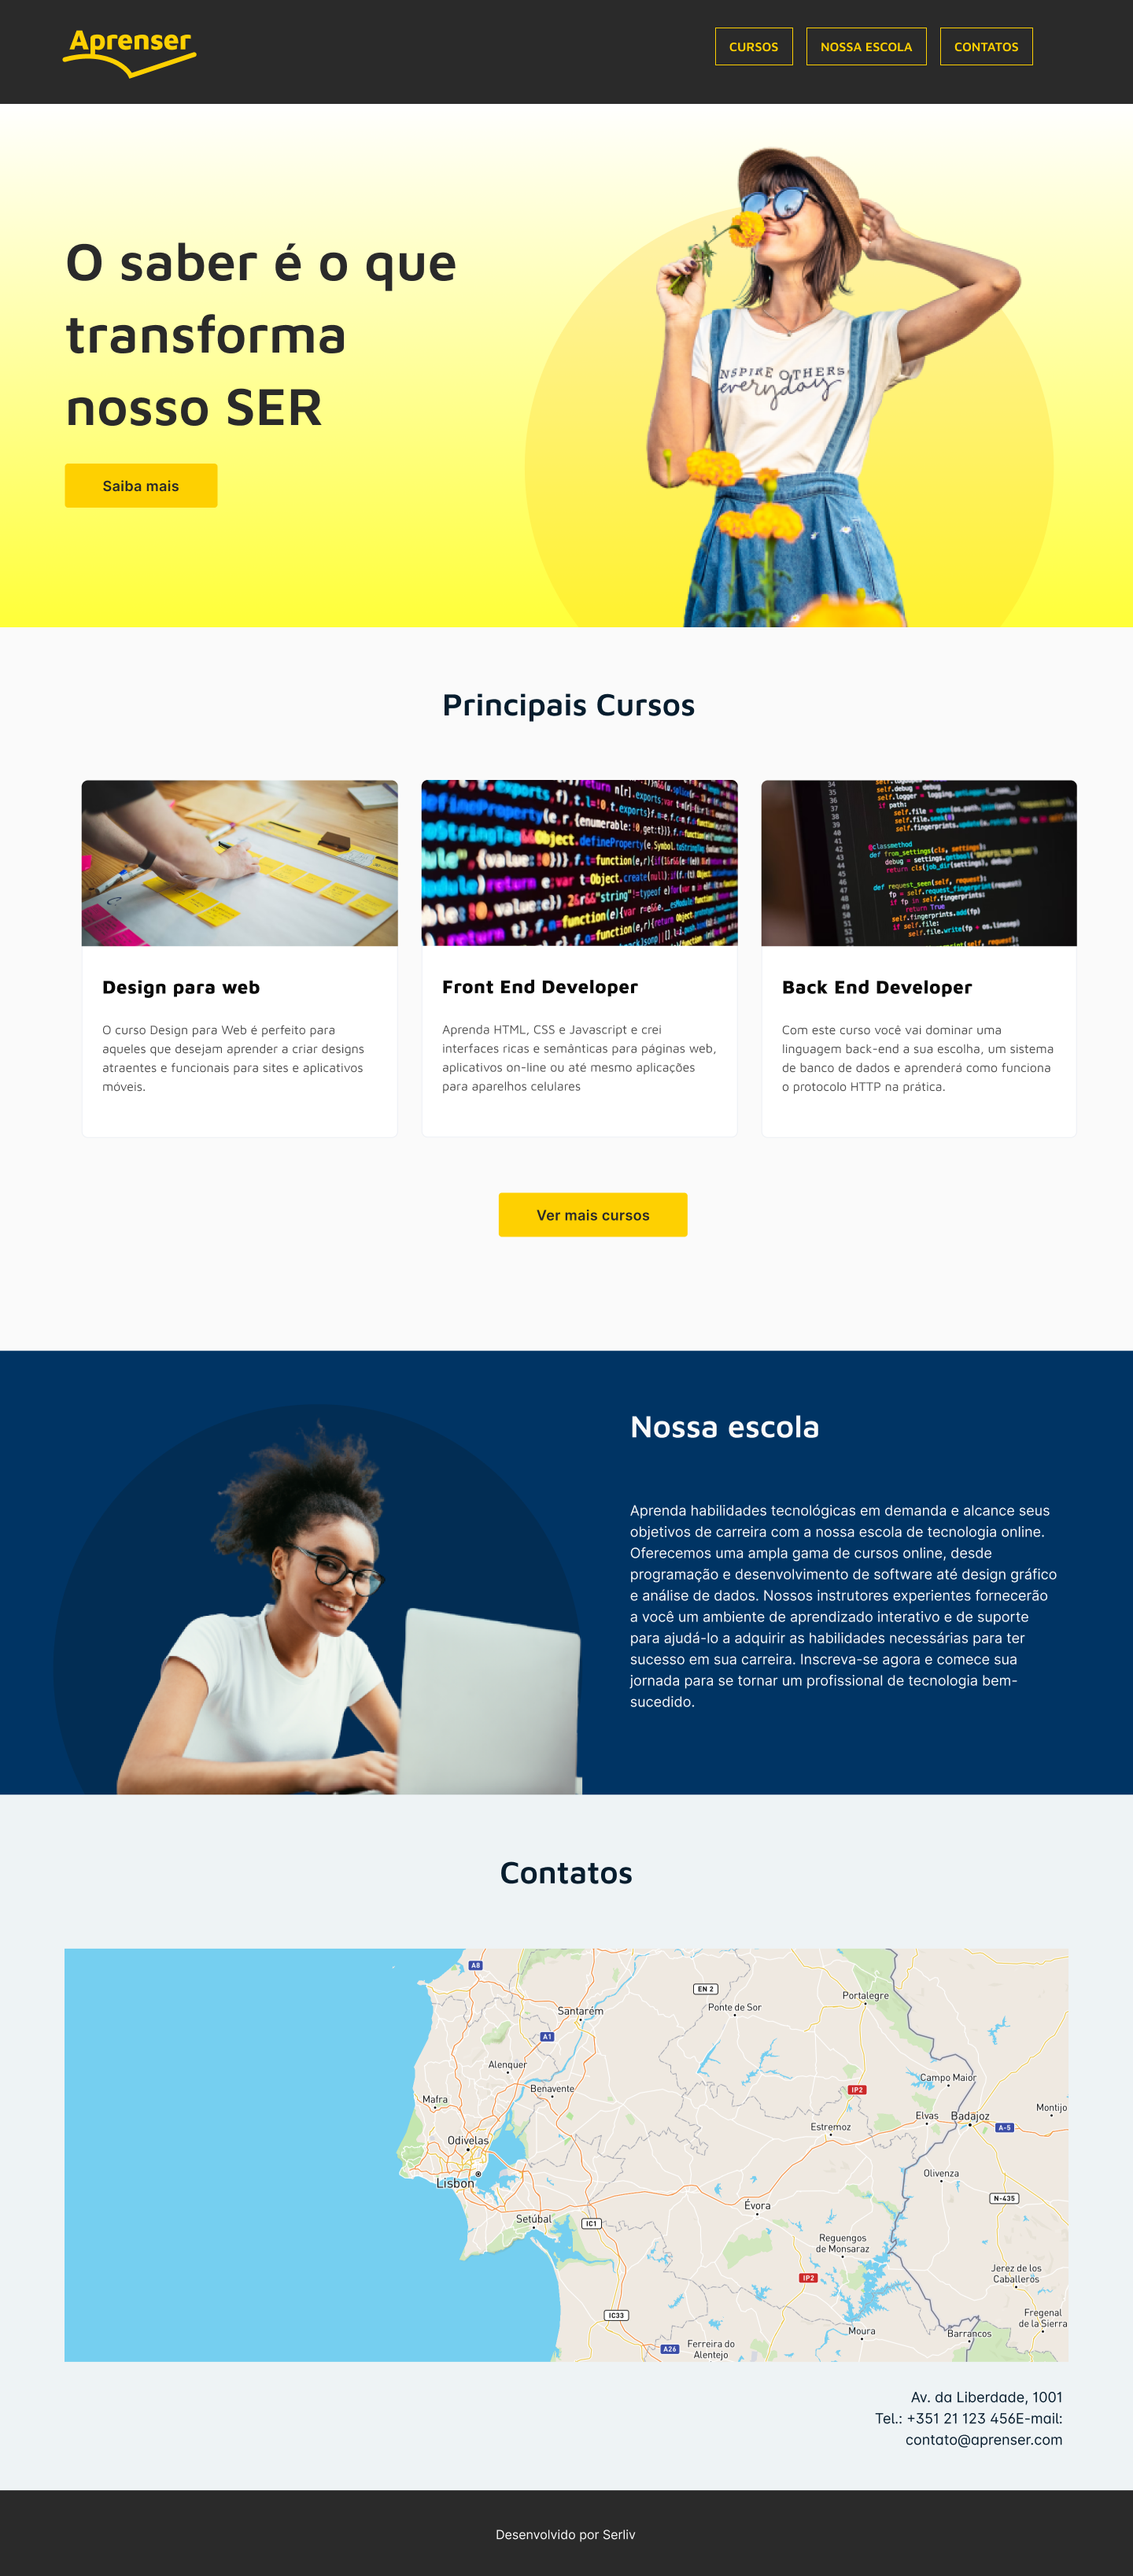 Aprenser
CURSOS
NOSSA ESCOLA
CONTATOS
O saber é o que
transforma
nosso SER
NSPIRE OTHERS
everyday
Saiba mais
Principais Cursos
Design para web
O curso Design para Web é perfeito para
aqueles que desejam aprender a criar designs
atraentes e funcionais para sites e aplicativos
móveis.
Front End Developer
Aprenda HTML, CSS e Javascript e crei
interfaces ricas e semânticas para páginas web,
aplicativos on-line ou até mesmo aplicações
para aparelhos celulares
Back End Developer
Com este curso você vai dominar uma
linguagem back-end a sua escolha, um sistema
de banco de dados e aprenderá como funciona
o protocolo HTTP na prática.
Ver mais cursos
Nossa escola
Aprenda habilidades tecnológicas em demanda e alcance seus
objetivos de carreira com a nossa escola de tecnologia online.
Oferecemos uma ampla gama de cursos online, desde
programação e desenvolvimento de software até design gráfico
e análise de dados. Nossos instrutores experientes fornecerão
a você um ambiente de aprendizado interativo e de suporte
para ajudá-lo a adquirir as habilidades necessárias para ter
sucesso em sua carreira. Inscreva-se agora e comece sua
jornada para se tornar um profissional de tecnologia bem-
sucedido.
Contatos
A8
EN 2
Portalegre
Santarém
Ponte de Sor
A1
Alenquer
Campo Maior
Benavente
IP2
Mafra
Montijo
Estremoz
Elvas
Badajoz
A-5
Odivelas
Lisbon
Olivenza
N-435
Évora
Setúbal
IC1
Reguengos
de Monsaraz
Jerez de los
Caballeros
IP2
IC33
Fregenal
de la Sierra
Moura
Barrancos
A26
Ferreira do
Alentejo
Av. da Liberdade, 1001
Tel.: +351 21 123 456E-mail:
contato@aprenser.com
Desenvolvido por Serliv